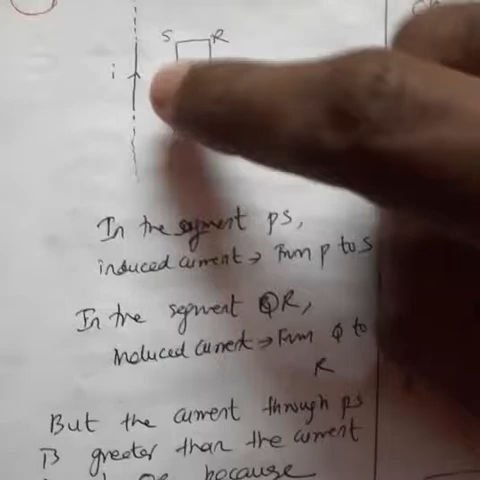 S R
i
In the segment PS,
induced current → From P to S
In the segment QR,
induced current → From Q to
R
But the current through PS
is greater than the current
because